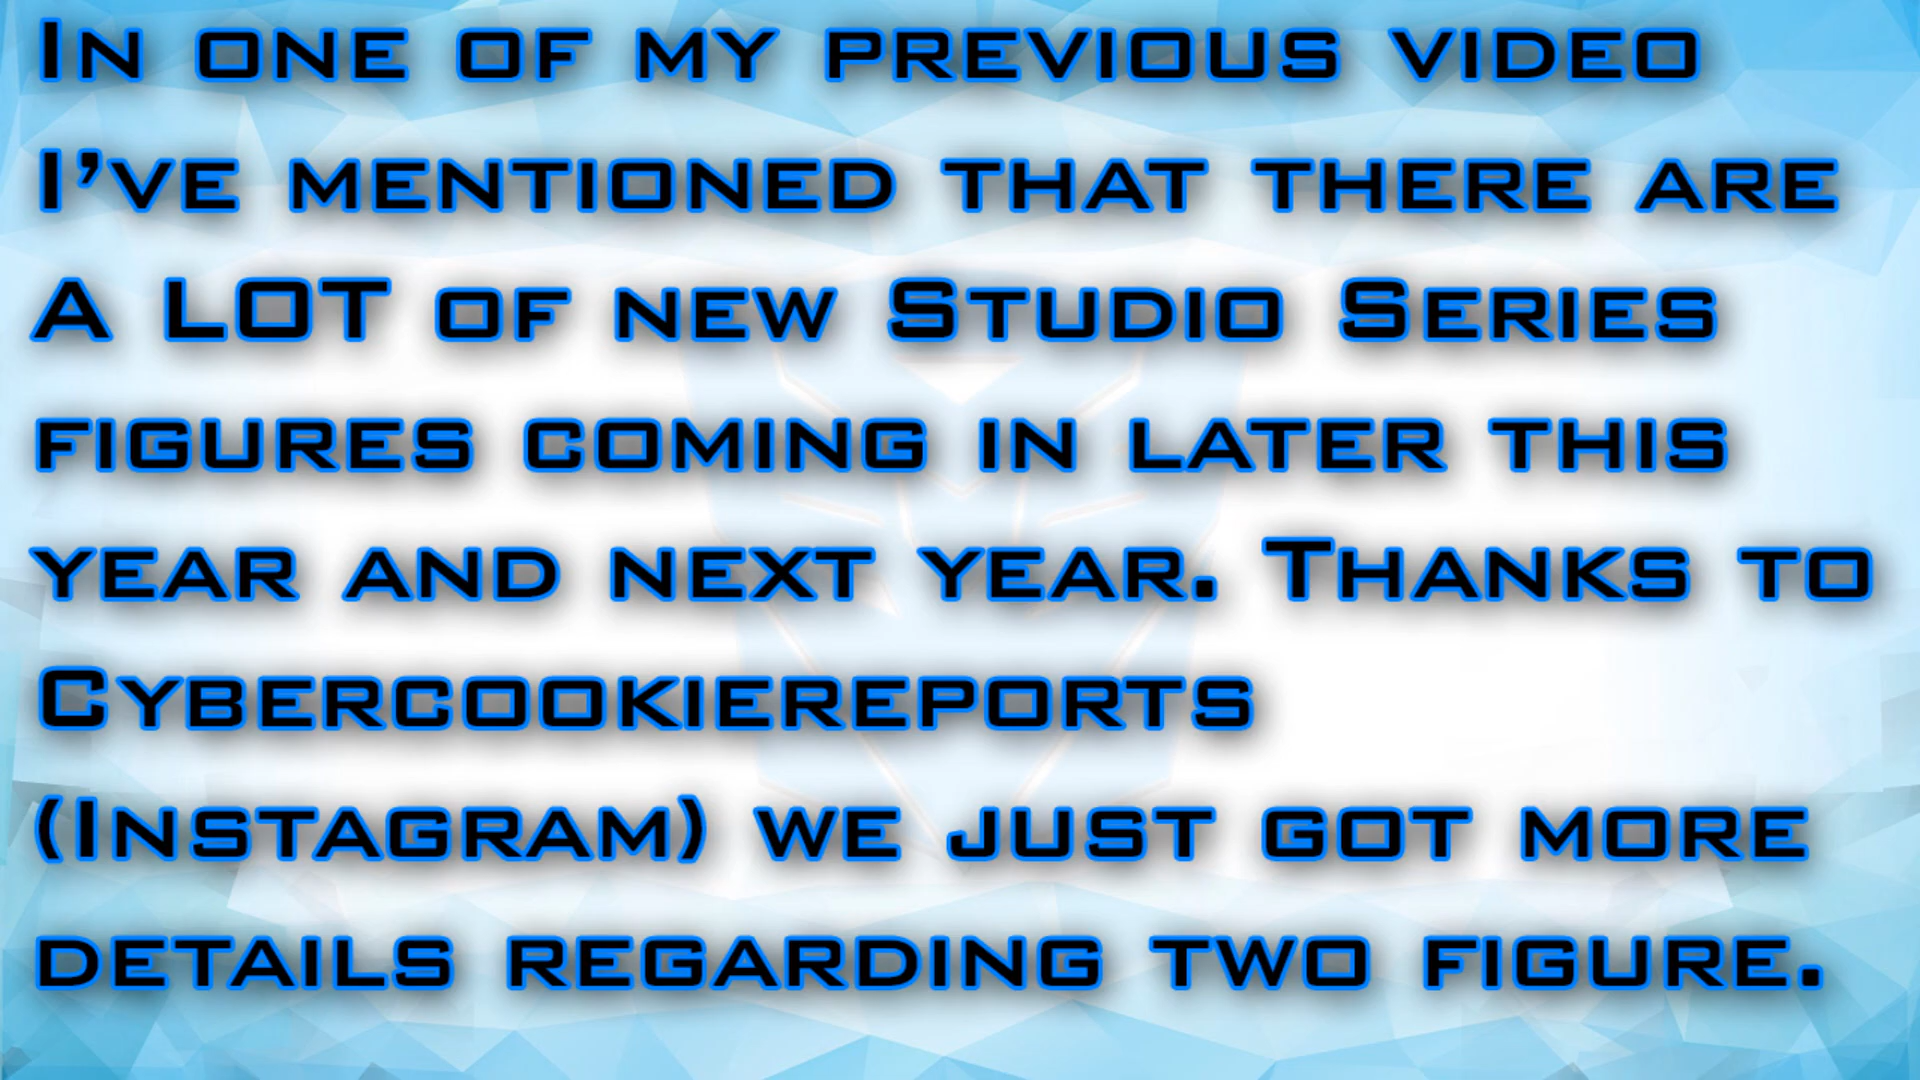 In one of my previous video
I've mentioned that there are
a LOT of new Studio Series
figures coming in later this
year and next year. Thanks to
Cybercookiereports
(Instagram) we just got more
details regarding two figure.